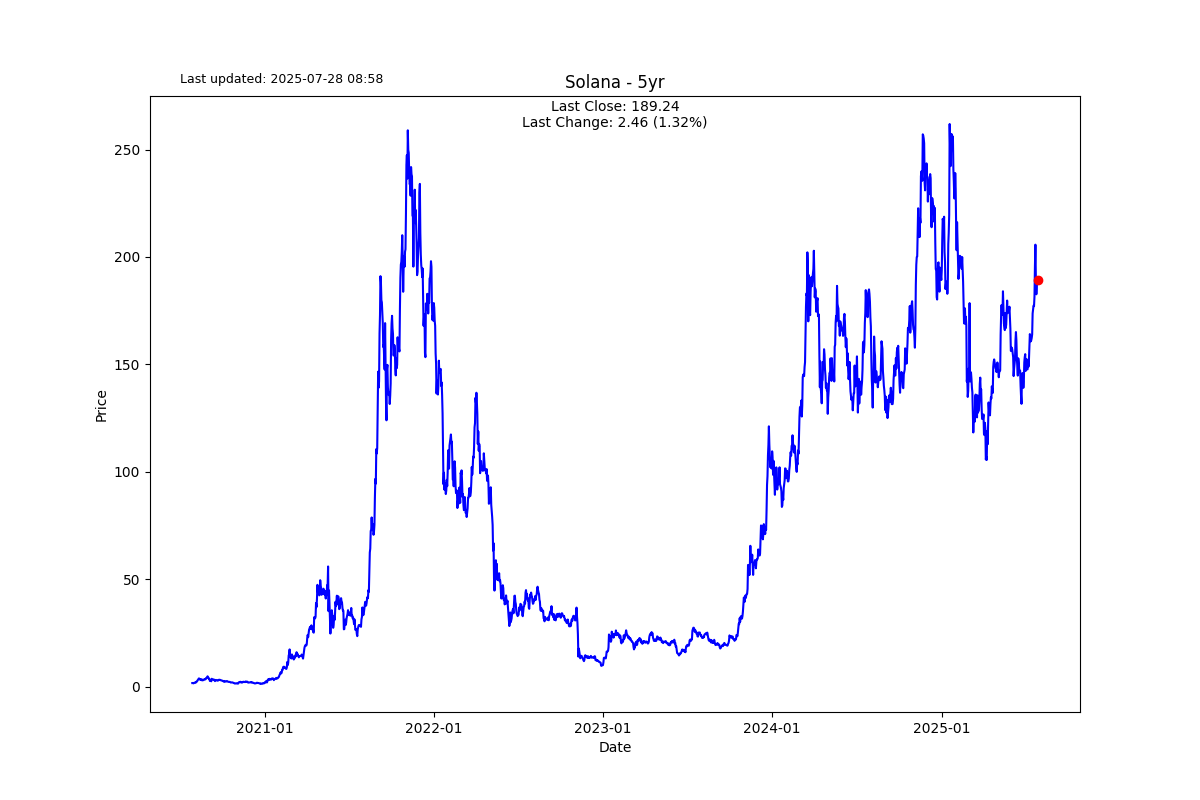 Last updated: 2025-07-28 08:58
Solana - 5yr
Last Close: 189.24
Last Change: 2.46 (1.32%)
250
200
150
100
50
0
Price
2021-01
2022-01
2023-01
2024-01
2025-01
Date